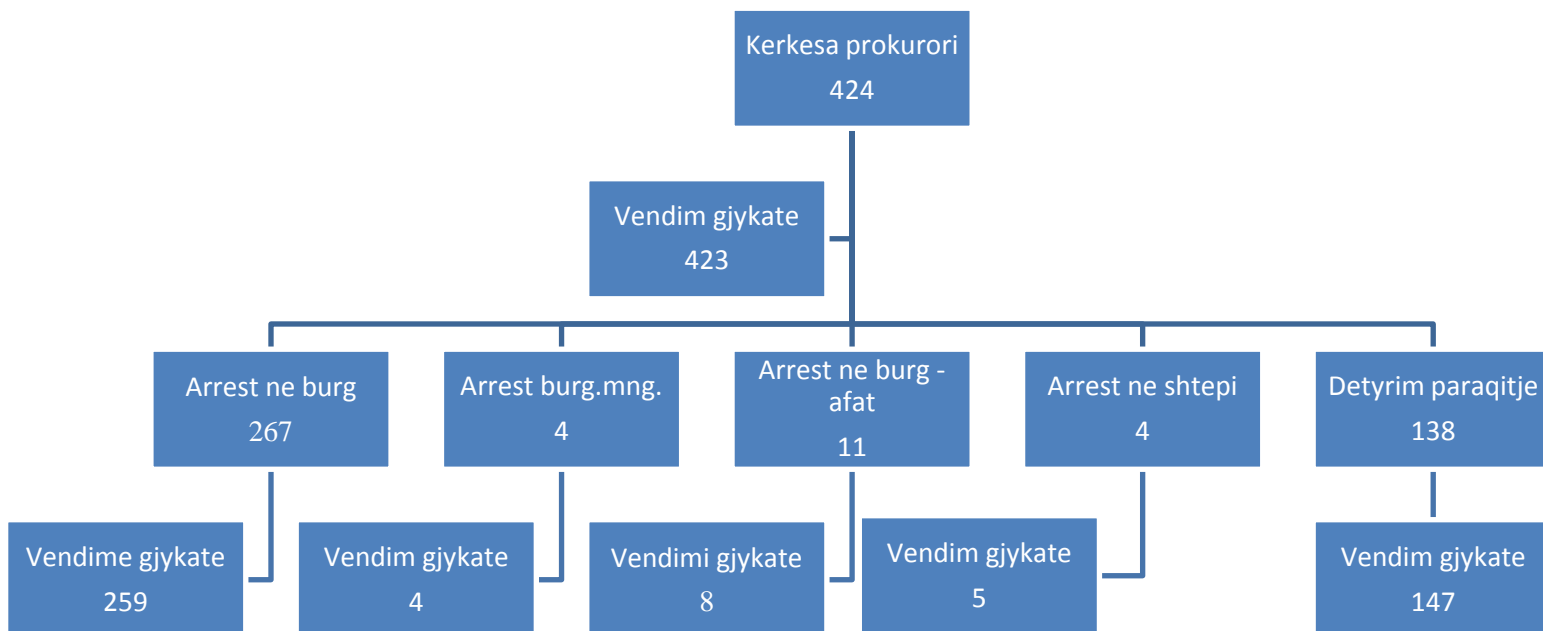 Kerkesa prokurori
424
Vendim gjykate
423
Arrest ne burg
267
Arrest burg.mng.
4
Arrest ne burg -
afat
11
Arrest ne shtepi
4
Detyrim paraqitje
138
Vendime gjykate
259
Vendim gjykate
4
Vendimi gjykate
8
Vendim gjykate
5
Vendim gjykate
147